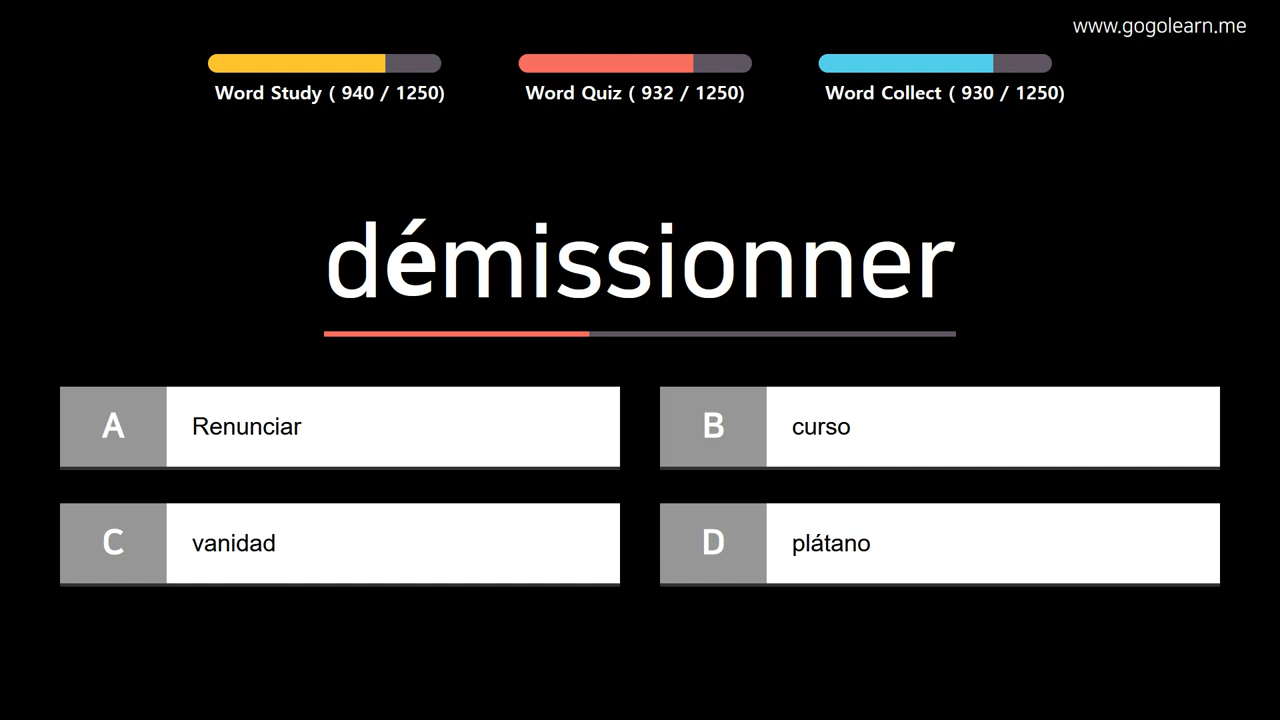 www.gogolearn.me
Word Study ( 940 / 1250)
Word Quiz ( 932 / 1250)
Word Collect ( 930 / 1250)
démissionner
A Renunciar
B curso
C vanidad
D plátano